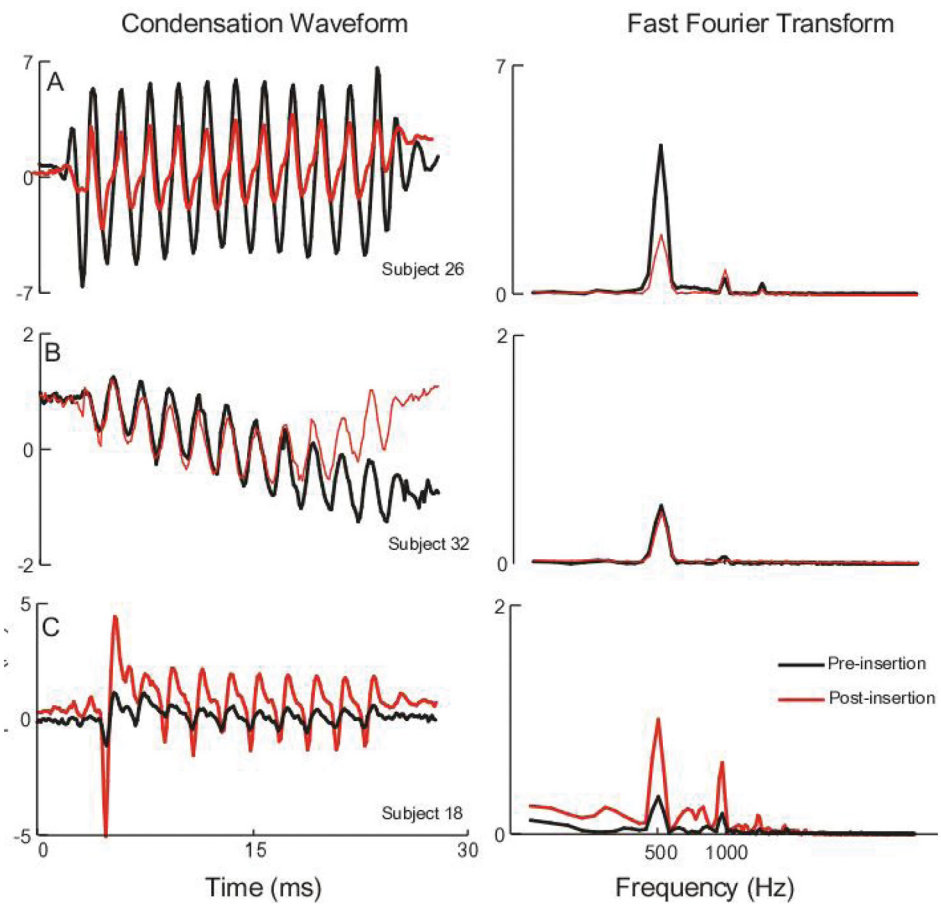 Condensation Waveform
Fast Fourier Transform
7
A
0
-7
Subject 26
7
0
2
B
0
-2
Subject 32
2
0
5
C
0
-5
Subject 18
0
15
30
Time (ms)
2
Pre-insertion
Post-insertion
0
500
1000
Frequency (Hz)